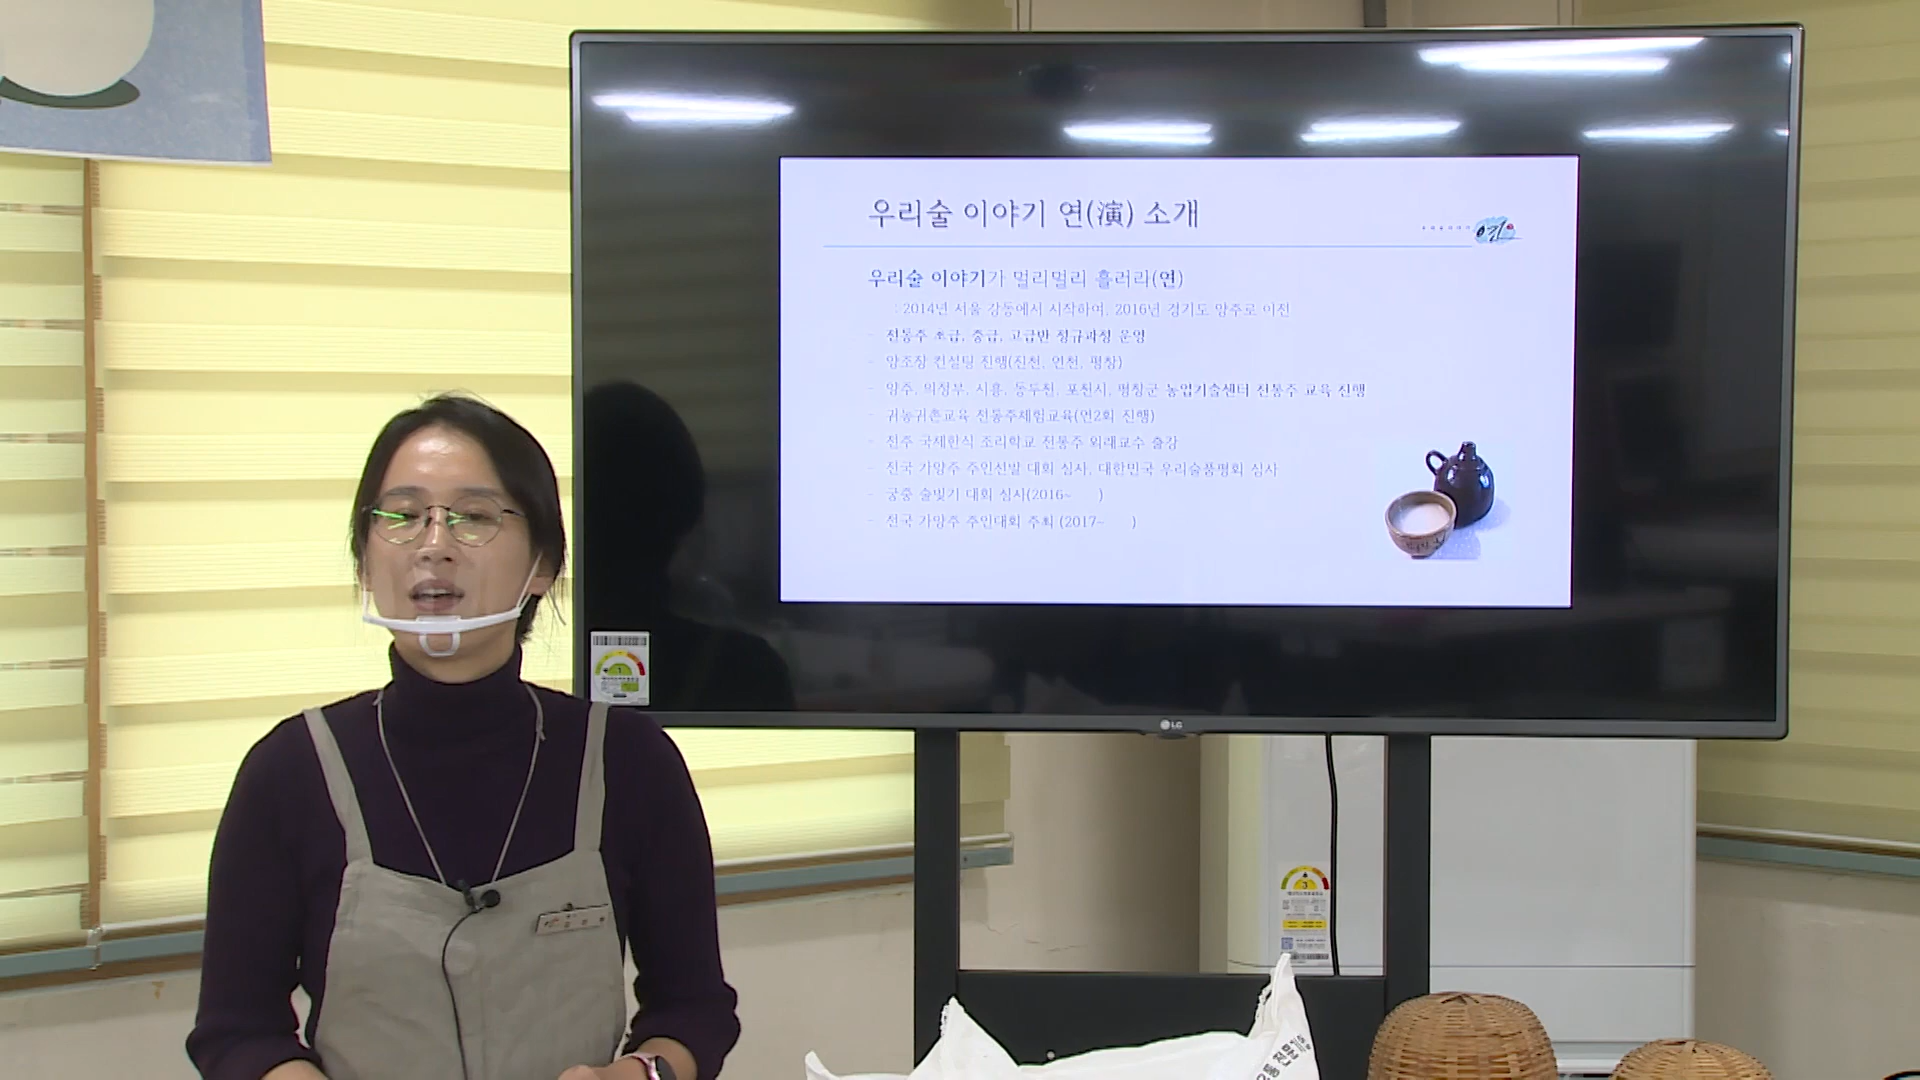 우리술 이야기 연(演) 소개
연
우리술 이야기가 멀리멀리 흘러리(연)
: 2014년 서울 강동에서 시작하여, 2016년 경기도 양주로 이전
- 전통주 초급, 중급, 고급반 정규과정 운영
- 양조장 컨설팅 진행(진천, 연천, 평창)
- 양주, 의정부, 시흥, 동두천, 포천시, 평창군 농업기술센터 전통주 교육 진행
- 귀농귀촌교육 전통주체험교육(연2회 진행)
- 전주 국제한식 조리학교 전통주 외래교수 출강
- 전국 가양주 주인선발 대회 심사, 대한민국 우리술품평회 심사
- 궁중 술빚기 대회 심사(2016~ )
- 전국 가양주 주인대회 주최 (2017~ )
1
LG
3